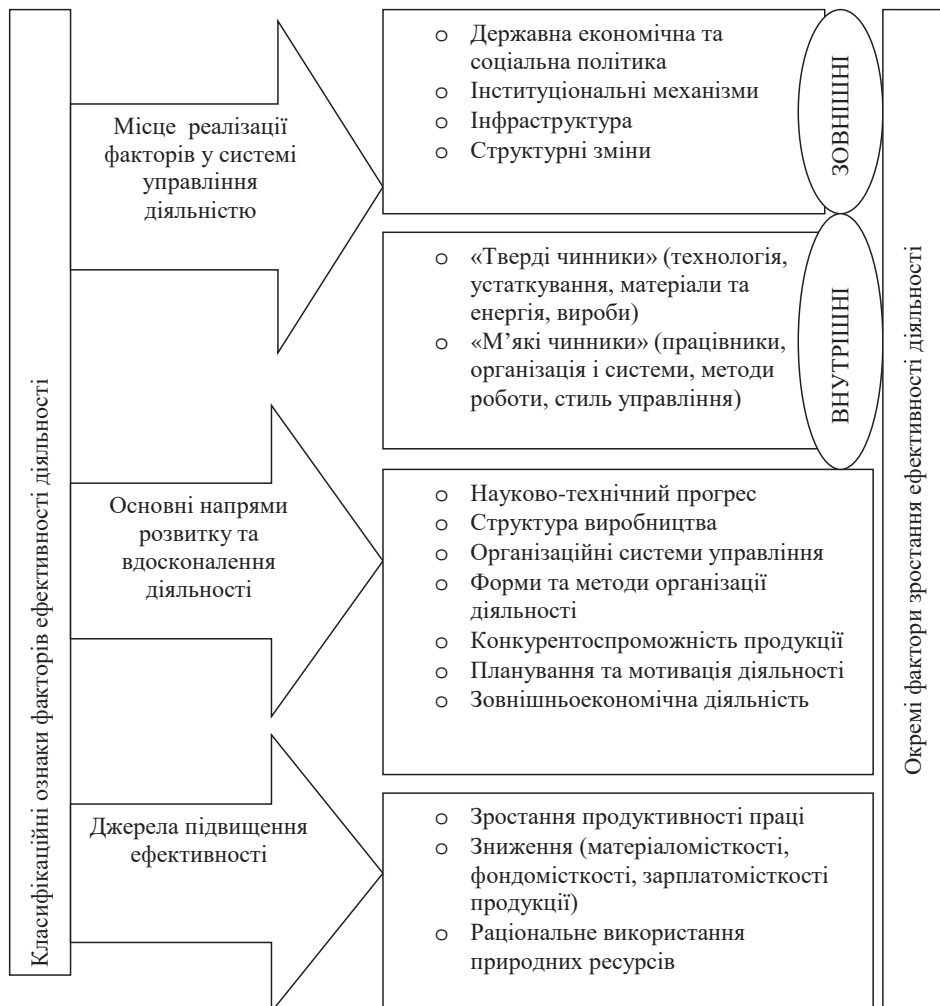 Класифікаційні ознаки факторів ефективності діяльності
Місце реалізації
факторів у системі
управління
діяльністю
o Державна економічна та
соціальна політика
o Інституціональні механізми
o Інфраструктура
o Структурні зміни
ЗОВНІШНІ
o «Тверді чинники» (технологія,
устаткування, матеріали та
енергія, вироби)
o «М’які чинники» (працівники,
організація і системи, методи
роботи, стиль управління)
ВНУТРІШНІ
Основні напрями
розвитку та
вдосконалення
діяльності
o Науково-технічний прогрес
o Структура виробництва
o Організаційні системи управління
o Форми та методи організації
діяльності
o Конкурентоспроможність продукції
o Планування та мотивація діяльності
o Зовнішньоекономічна діяльність
Джерела підвищення
ефективності
o Зростання продуктивності праці
o Зниження (матеріаломісткості,
фондомісткості, зарплатомісткості
продукції)
o Раціональне використання
природних ресурсів
Окремі фактори зростання ефективності діяльності